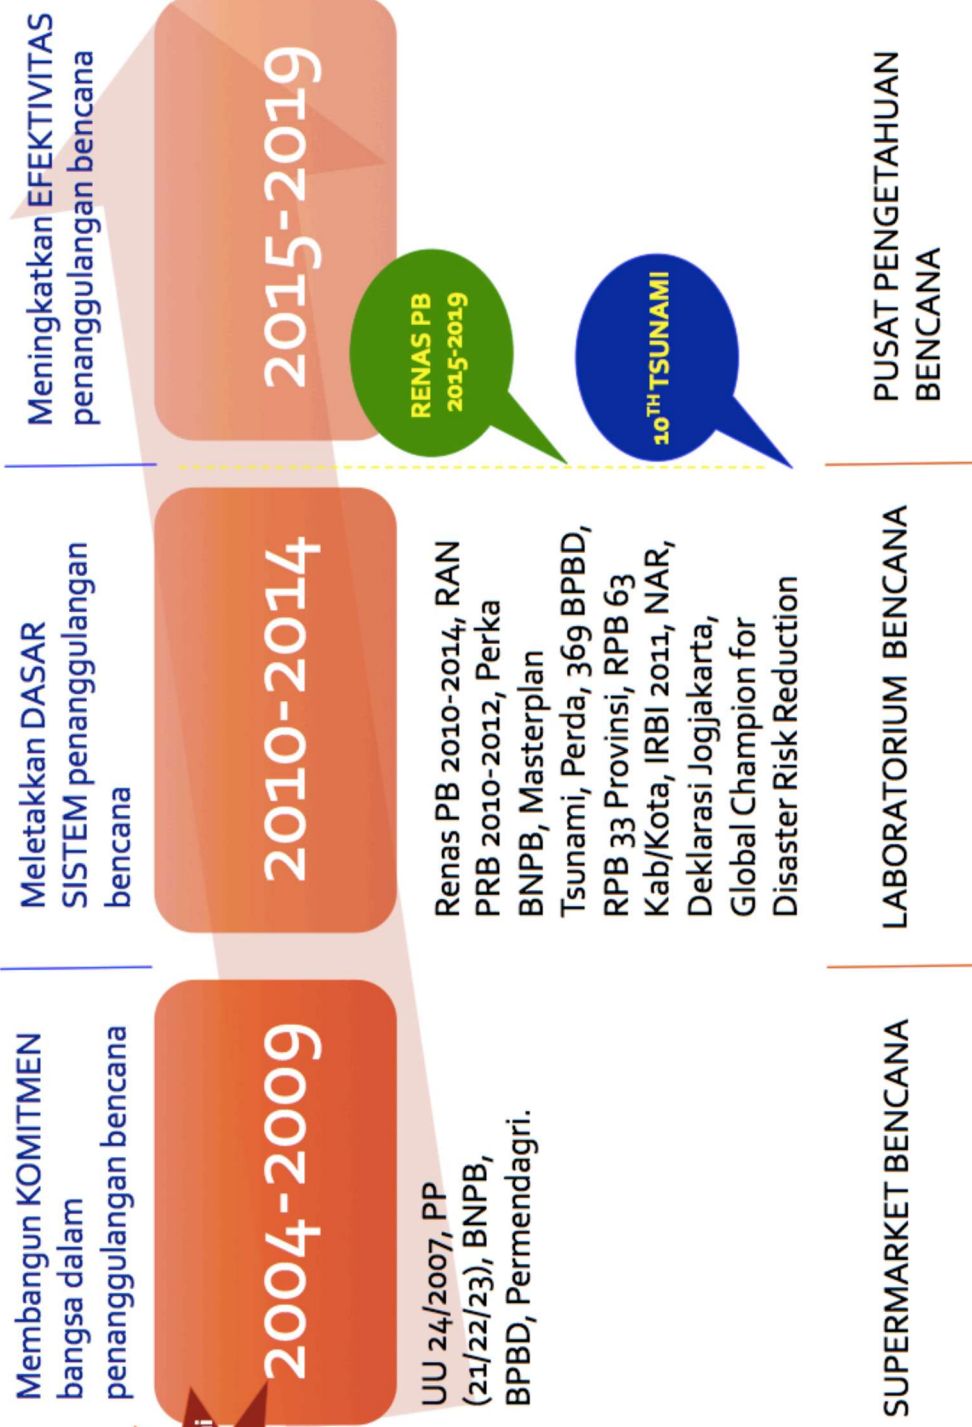 Membangun KOMITMEN
bangsa dalam
penanggulangan bencana
Meletakkan DASAR
SISTEM penanggulangan
bencana
Meningkatkan EFEKTIVITAS
penanggulangan bencana
2004-2009
2010-2014
2015-2019
UU 24/2007, PP
(21/22/23), BNPB,
BPBD, Permendagri.
Renas PB 2010-2014, RAN
PRB 2010-2012, Perka
BNPB, Masterplan
Tsunami, Perda, 369 BPBD,
RPB 33 Provinsi, RPB 63
Kab/Kota, IRBI 2011, NAR,
Deklarasi Jogjakarta,
Global Champion for
Disaster Risk Reduction
RENAS PB
2015-2019
10TH TSUNAMI
SUPERMARKET BENCANA
LABORATORIUM BENCANA
PUSAT PENGETAHUAN
BENCANA